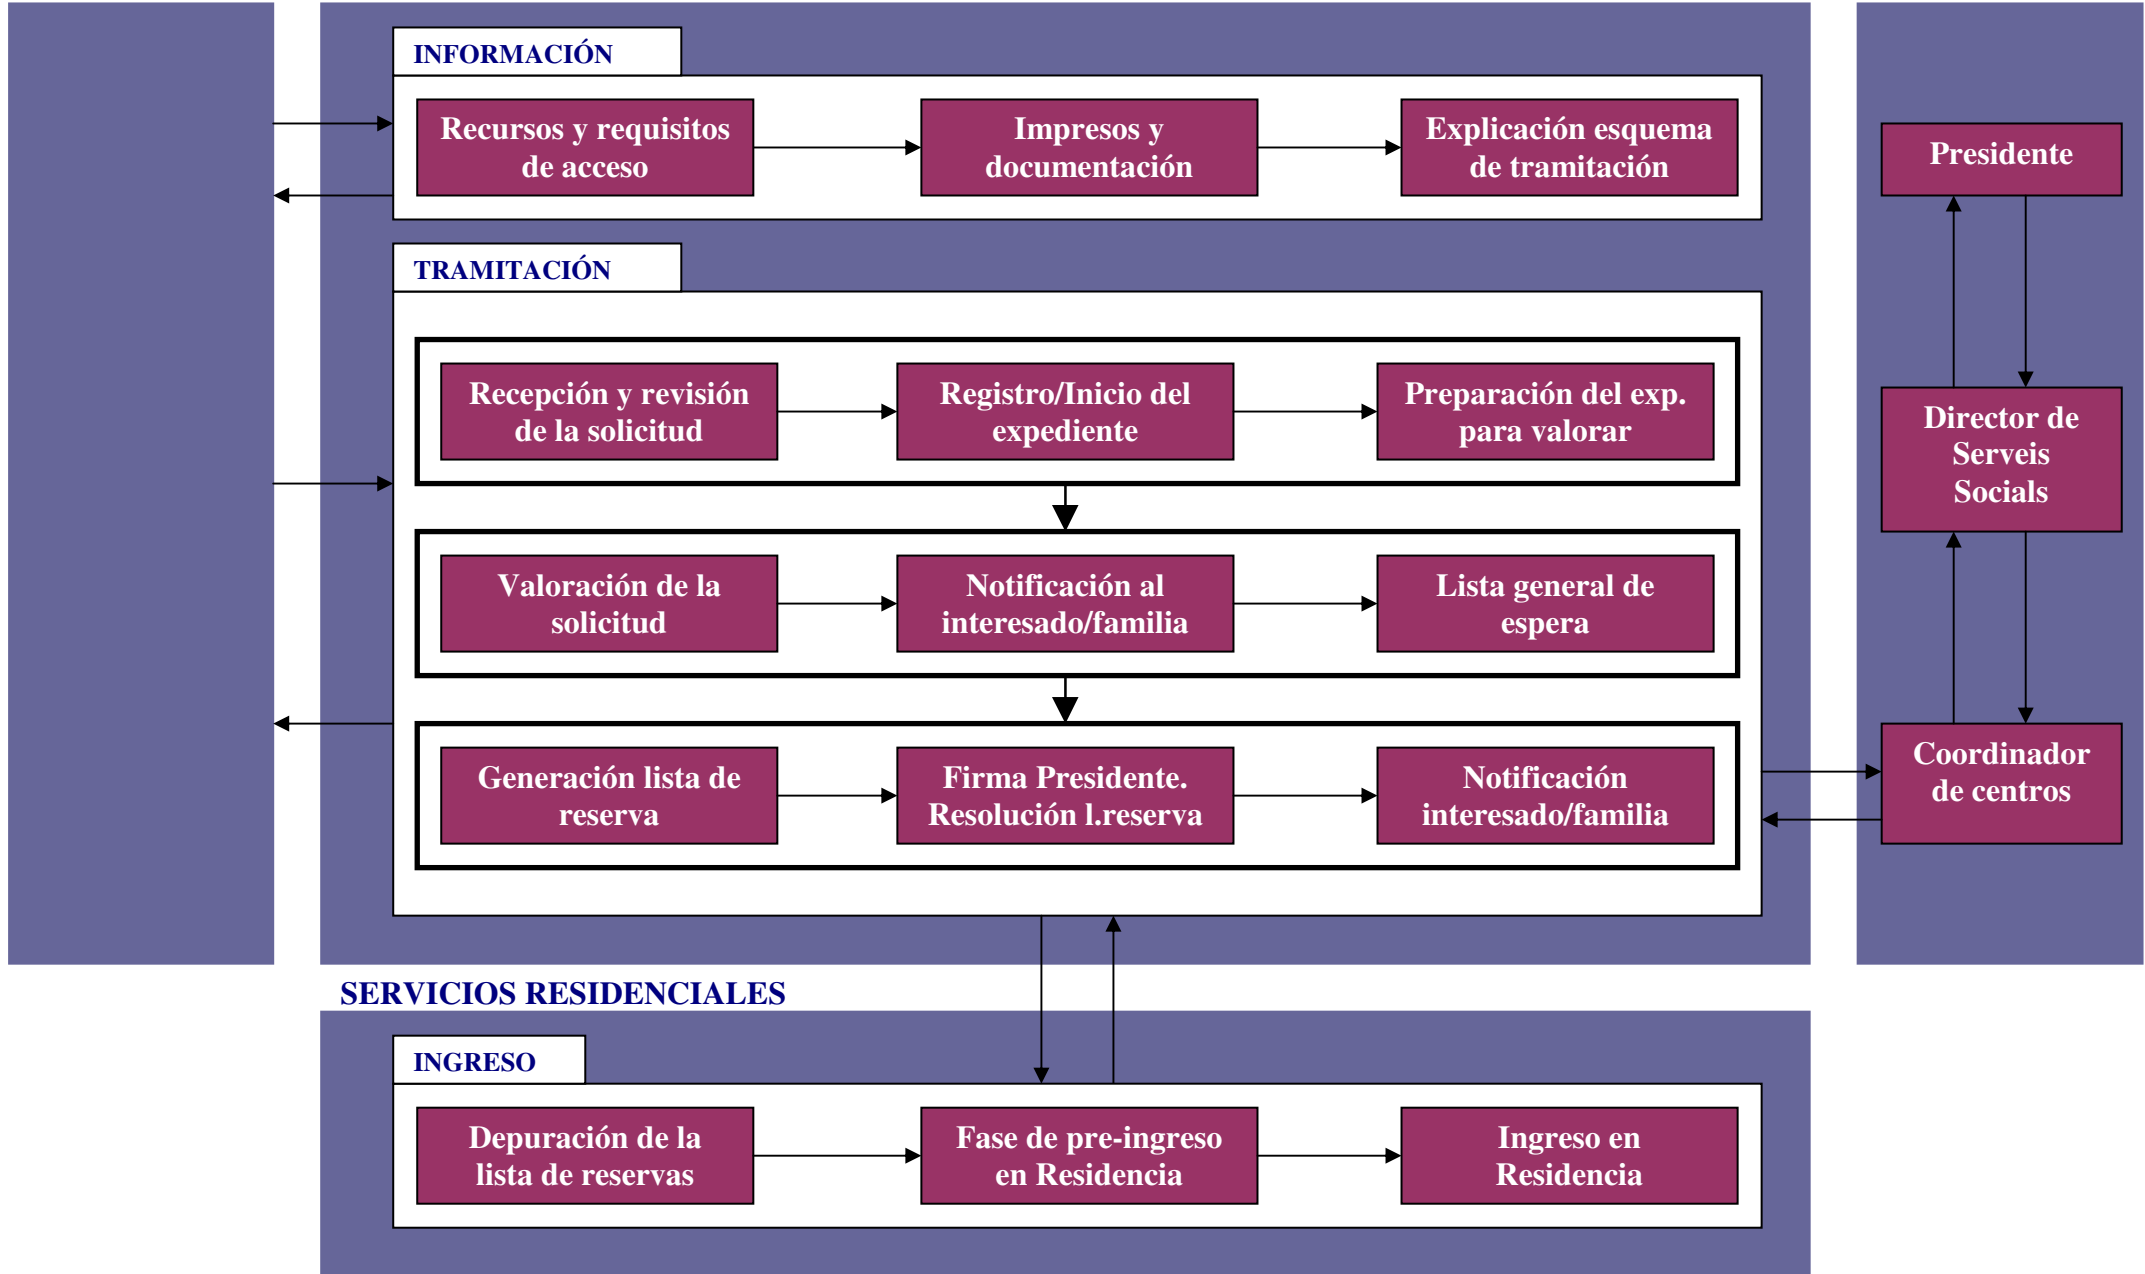 INFORMACIÓN
Recursos y requisitos
de acceso
Impresos y
documentación
Explicación esquema
de tramitación
TRAMITACIÓN
Recepción y revisión
de la solicitud
Registro/Inicio del
expediente
Preparación del exp.
para valorar
Valoración de la
solicitud
Notificación al
interesado/familia
Lista general de
espera
Generación lista de
reserva
Firma Presidente.
Resolución l.reserva
Notificación
interesado/familia
Presidente
Director de
Serveis
Socials
Coordinador
de centros
SERVICIOS RESIDENCIALES
INGRESO
Depuración de la
lista de reservas
Fase de pre-ingreso
en Residencia
Ingreso en
Residencia